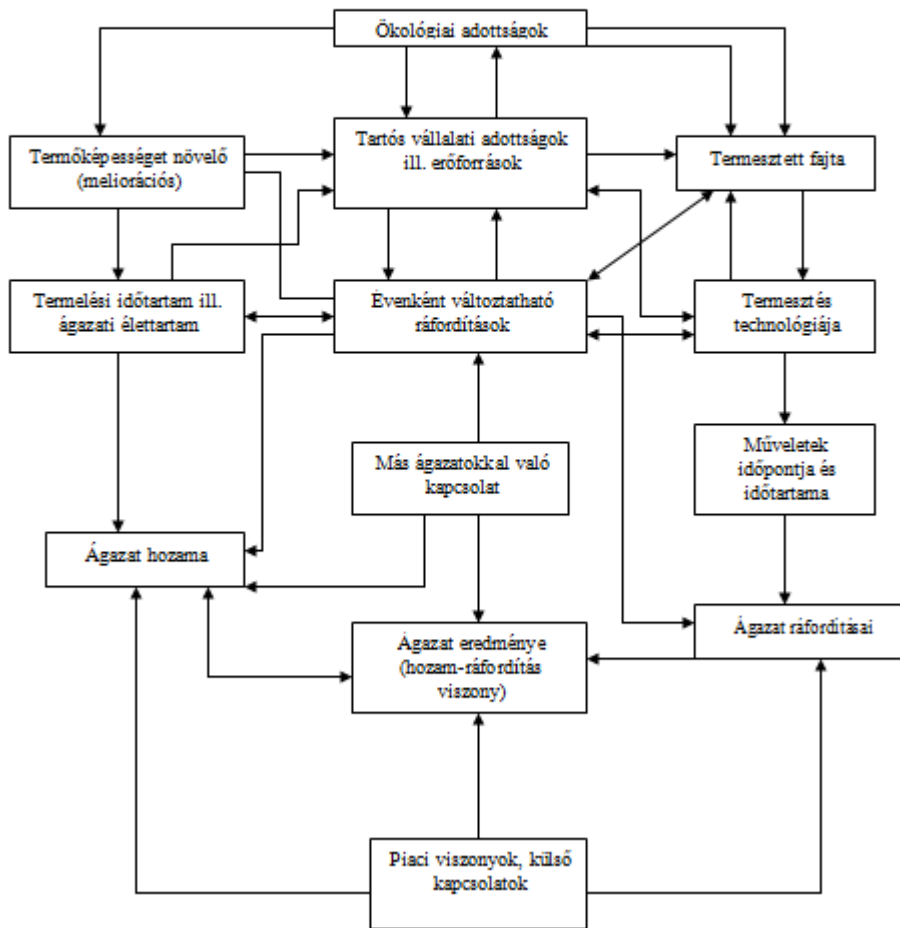 Ökológiai adottságok
Termőképességet növelő
(meliorációs)
Tartós vállalati adottságok
ill. erőforrások
Termesztett fajta
Termelési időtartam ill.
ágazati élettartam
Évenként változtatható
ráfordítások
Termesztés
technológiája
Más ágazatokkal való
kapcsolat
Műveletek
időpontja és
időtartama
Ágazat hozama
Ágazat eredménye
(hozam-ráfordítás
viszony)
Ágazat ráfordításai
Piaci viszonyok, külső
kapcsolatok